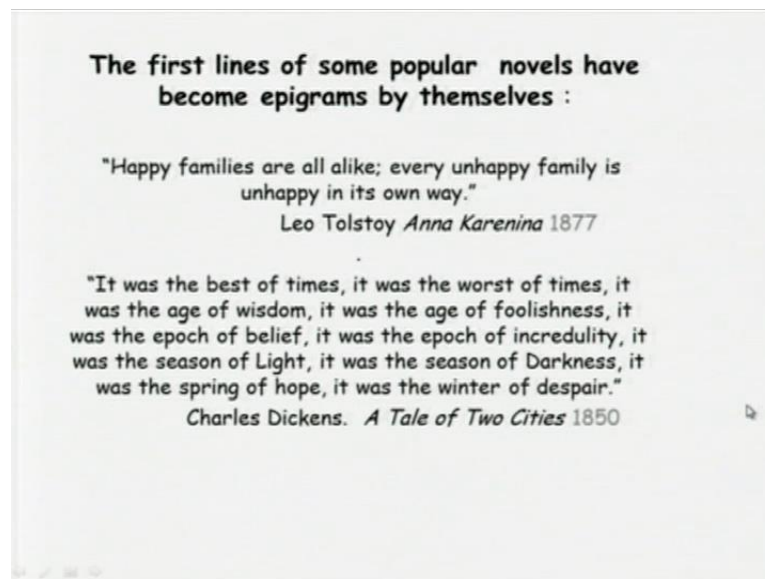 The first lines of some popular novels have
become epigrams by themselves :
"Happy families are all alike; every unhappy family is
unhappy in its own way."
Leo Tolstoy Anna Karenina 1877
"It was the best of times, it was the worst of times, it
was the age of wisdom, it was the age of foolishness, it
was the epoch of belief, it was the epoch of incredulity, it
was the season of Light, it was the season of Darkness, it
was the spring of hope, it was the winter of despair."
Charles Dickens. A Tale of Two Cities 1850